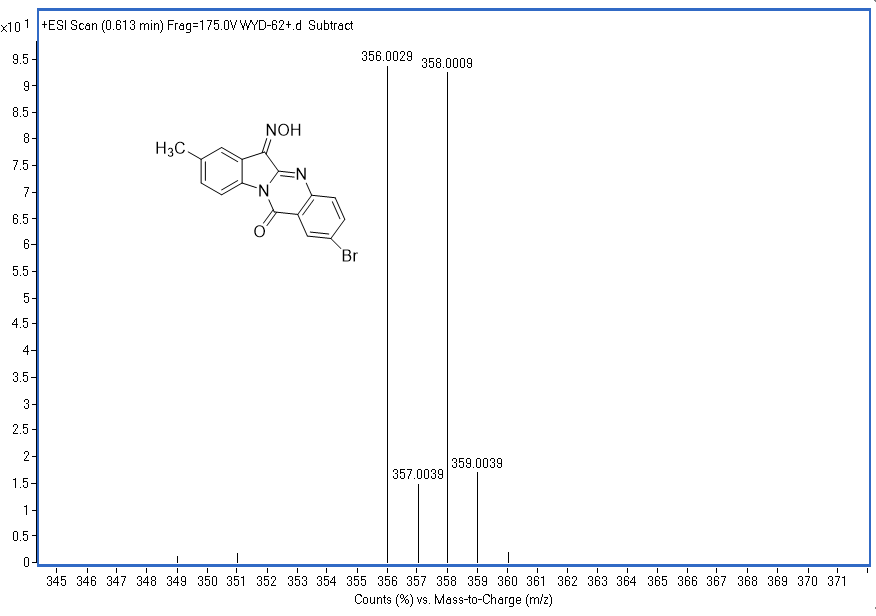 +ESI Scan (0.613 min) Frag=175.0V WYD-62+.d Subtract
x10 1
9.5
9
8.5
8
7.5
7
6.5
6
5.5
5
4.5
4
3.5
3
2.5
2
1.5
1
0.5
0
356.0029
358.0009
357.0039
359.0039
NOH
H3C
N
N
O
Br
345 346 347 348 349 350 351 352 353 354 355 356 357 358 359 360 361 362 363 364 365 366 367 368 369 370 371
Counts (%) vs. Mass-to-Charge (m/z)